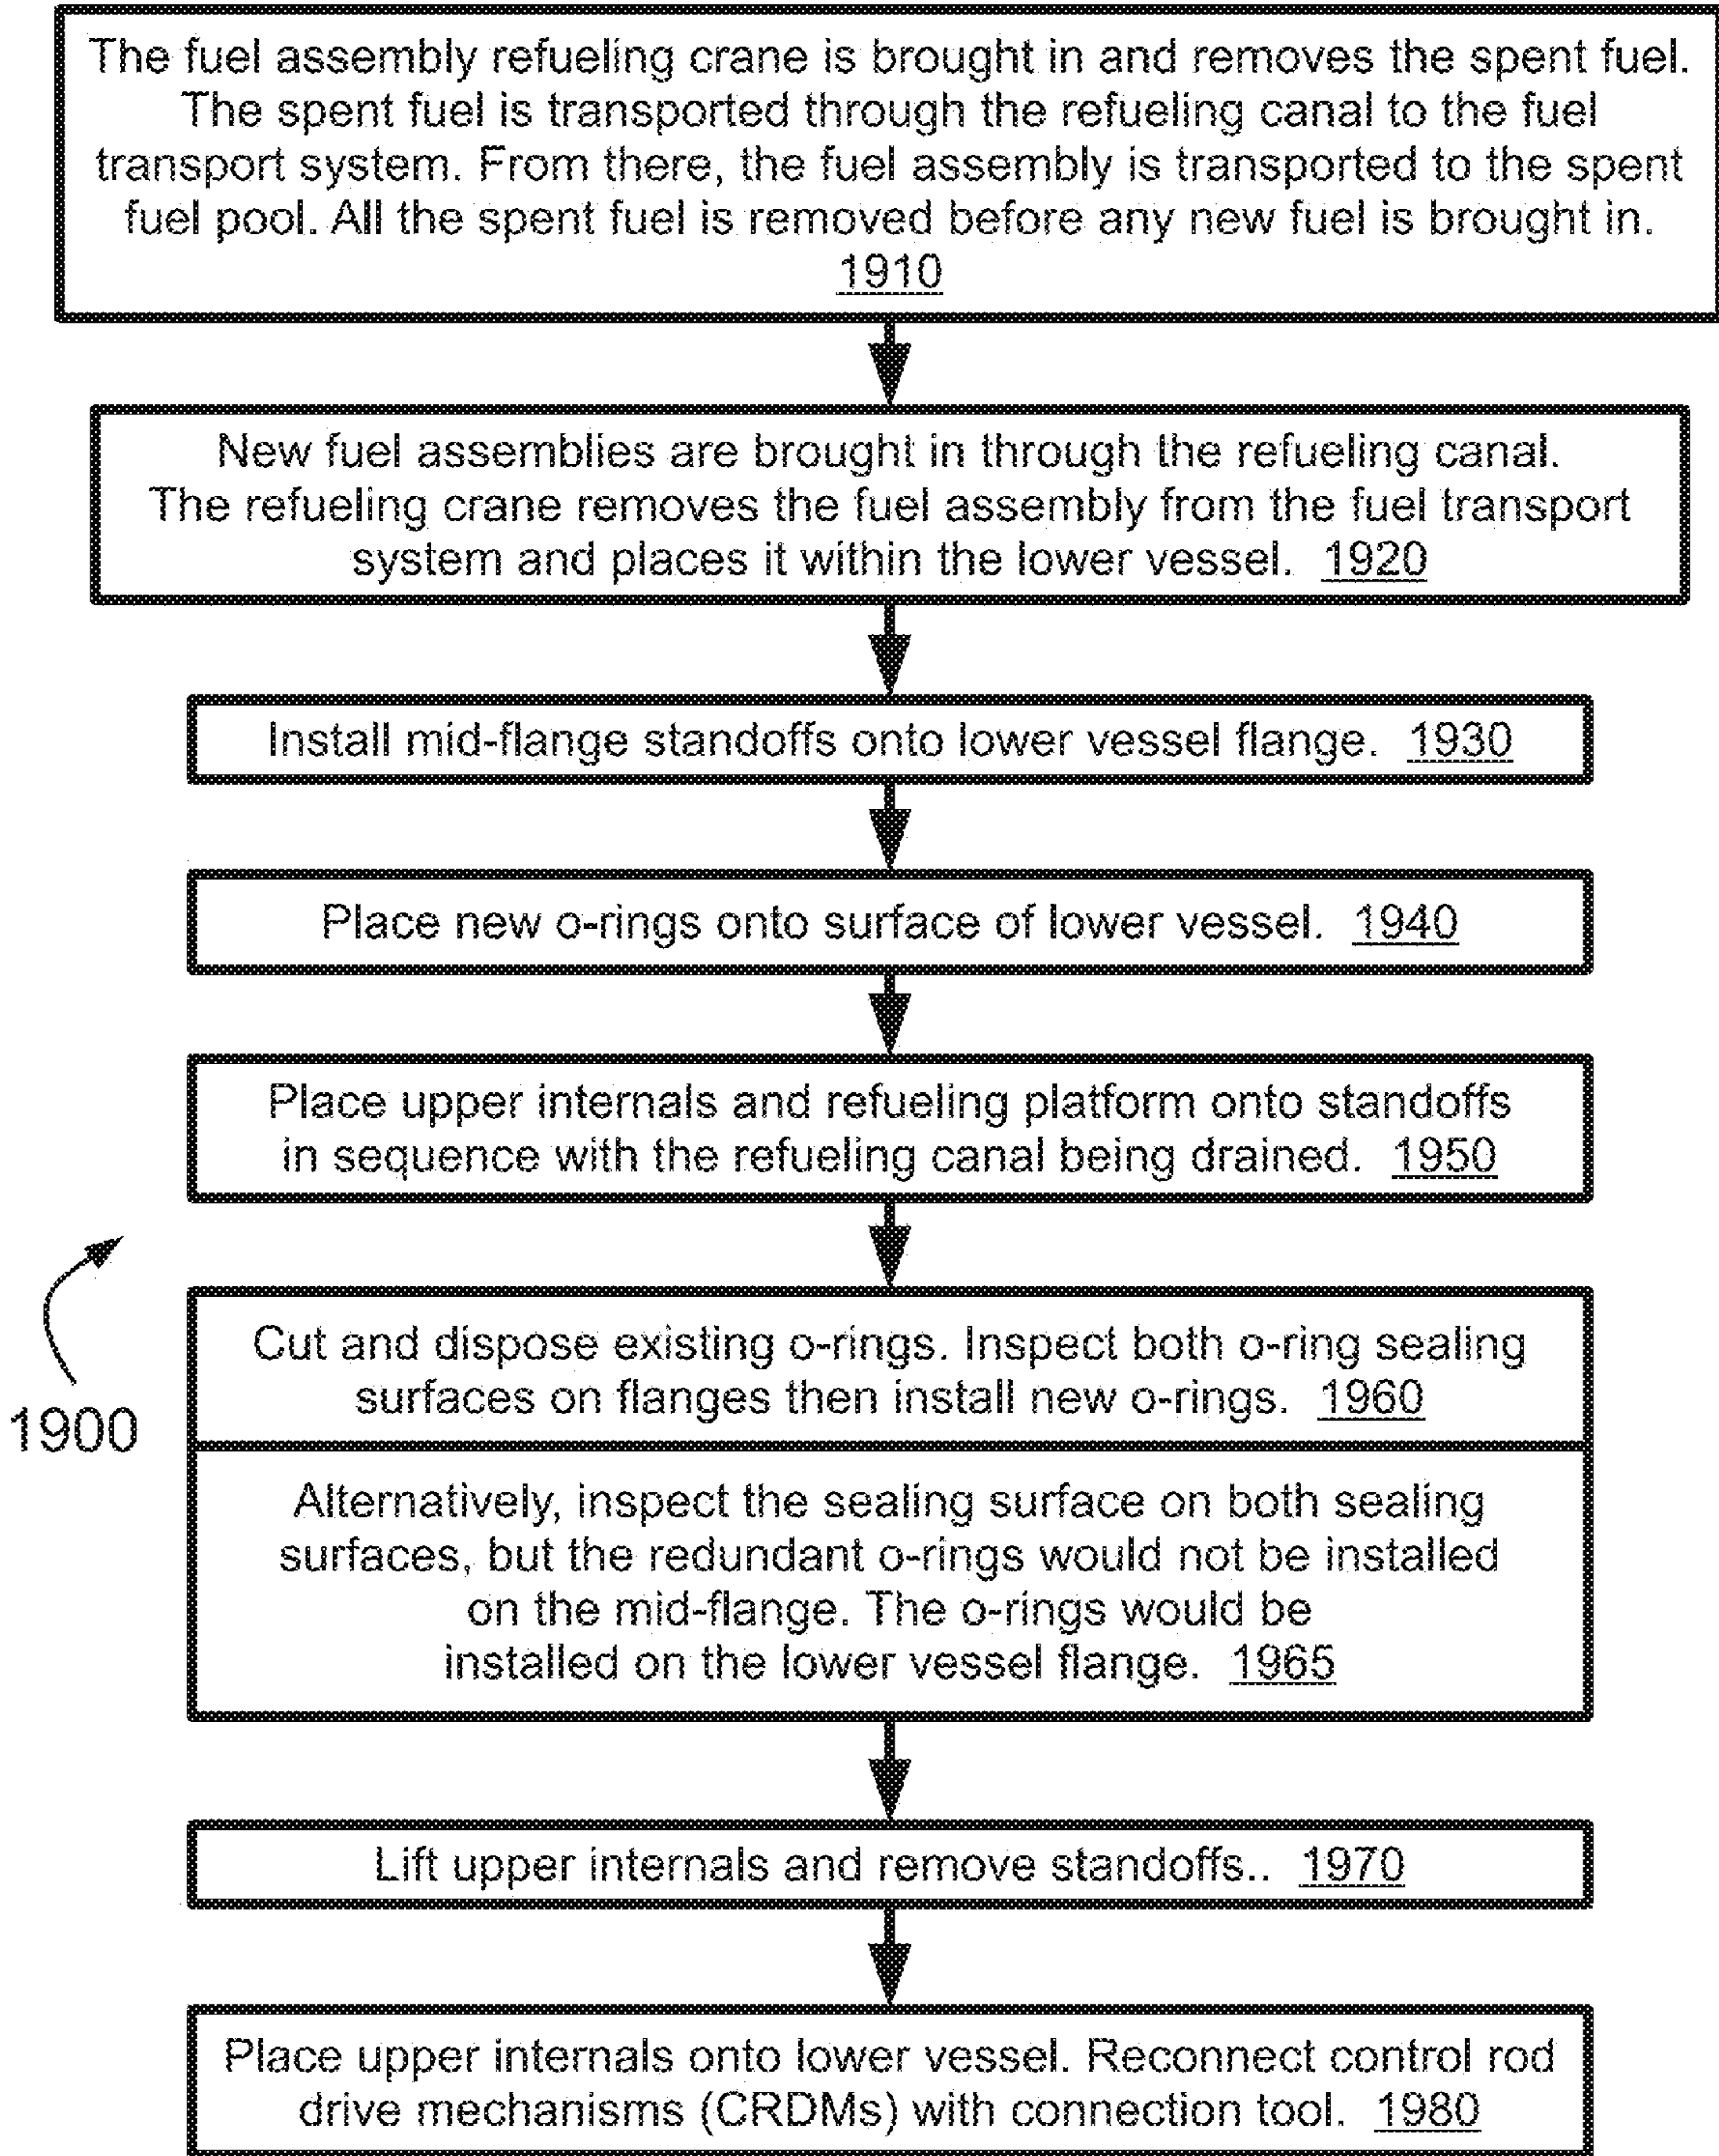 The fuel assembly refueling crane is brought in and removes the spent fuel.
The spent fuel is transported through the refueling canal to the fuel
transport system. From there, the fuel assembly is transported to the spent
fuel pool. All the spent fuel is removed before any new fuel is brought in.
1910
New fuel assemblies are brought in through the refueling canal.
The refueling crane removes the fuel assembly from the fuel transport
system and places it within the lower vessel. 1920
Install mid-flange standoffs onto lower vessel flange. 1930
Place new o-rings onto surface of lower vessel. 1940
Place upper internals and refueling platform onto standoffs
in sequence with the refueling canal being drained. 1950
Cut and dispose existing o-rings. Inspect both o-ring sealing
surfaces on flanges then install new o-rings. 1960
1900
Alternatively, inspect the sealing surface on both sealing
surfaces, but the redundant o-rings would not be installed
on the mid-flange. The o-rings would be
installed on the lower vessel flange. 1965
Lift upper internals and remove standoffs.. 1970
Place upper internals onto lower vessel. Reconnect control rod
drive mechanisms (CRDMs) with connection tool. 1980